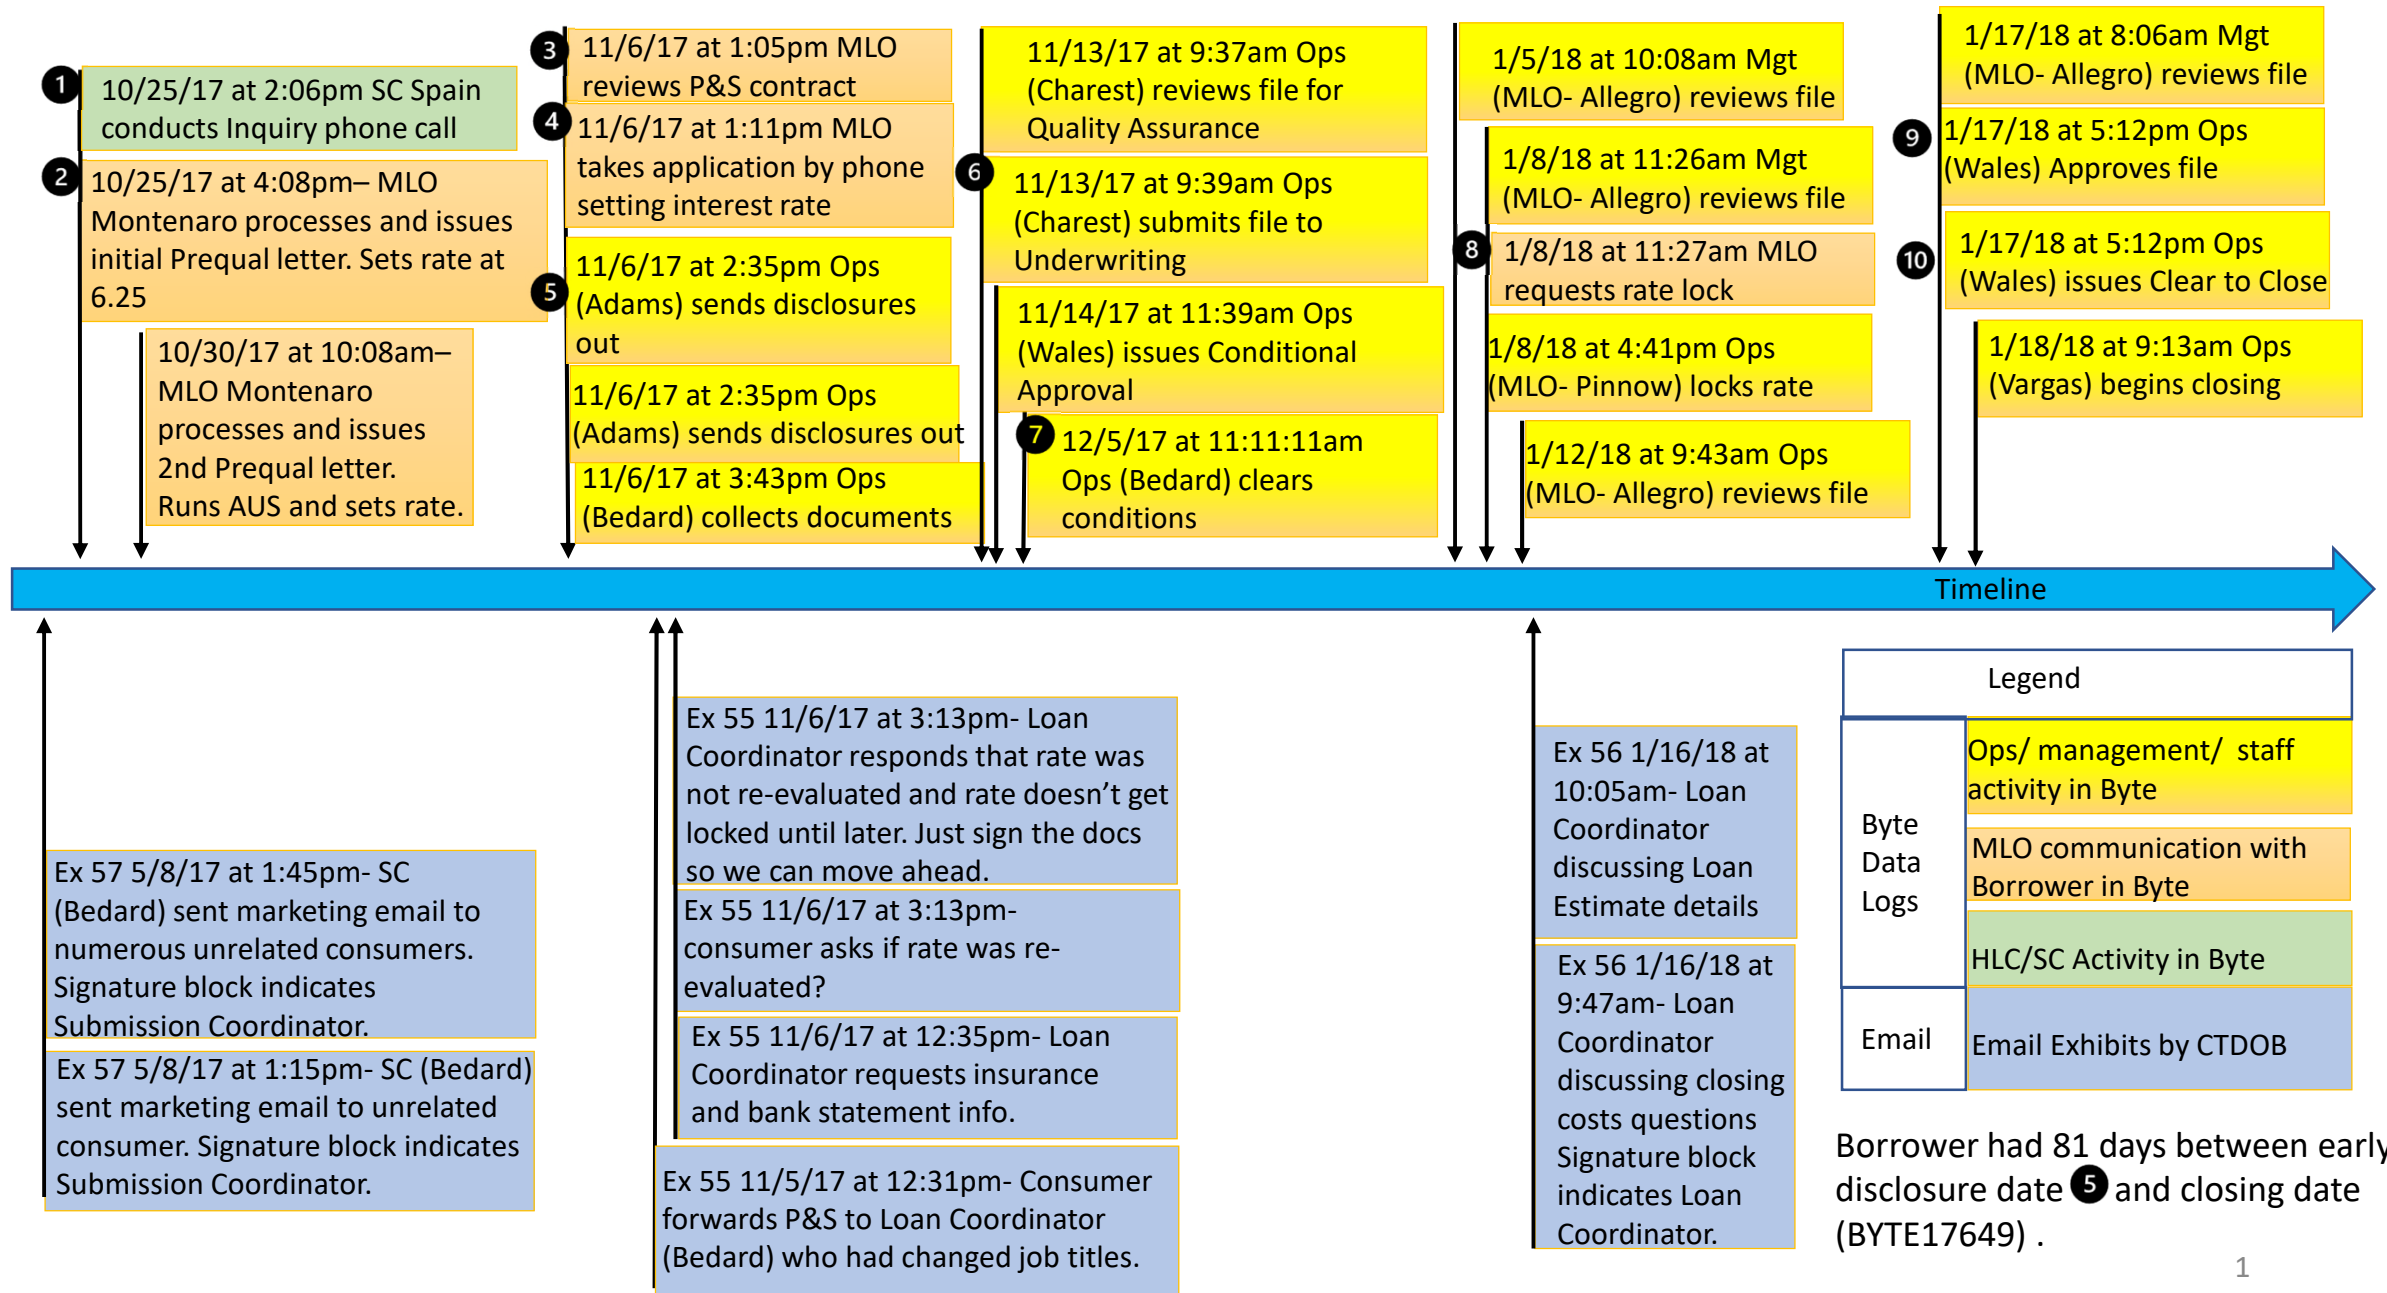 1
10/25/17 at 2:06pm SC Spain
conducts Inquiry phone call
2
10/25/17 at 4:08pm– MLO
Montenaro processes and issues
initial Prequal letter. Sets rate at
6.25
10/30/17 at 10:08am–
MLO Montenaro
processes and issues
2nd Prequal letter.
Runs AUS and sets rate.
3
11/6/17 at 1:05pm MLO
reviews P&S contract
4
11/6/17 at 1:11pm MLO
takes application by phone
setting interest rate
5
11/6/17 at 2:35pm Ops
(Adams) sends disclosures
out
11/6/17 at 2:35pm Ops
(Adams) sends disclosures out
11/6/17 at 3:43pm Ops
(Bedard) collects documents
11/13/17 at 9:37am Ops
(Charest) reviews file for
Quality Assurance
6
11/13/17 at 9:39am Ops
(Charest) submits file to
Underwriting
11/14/17 at 11:39am Ops
(Wales) issues Conditional
Approval
7
12/5/17 at 11:11:11am
Ops (Bedard) clears
conditions
1/5/18 at 10:08am Mgt
(MLO- Allegro) reviews file
1/8/18 at 11:26am Mgt
(MLO- Allegro) reviews file
8
1/8/18 at 11:27am MLO
requests rate lock
1/8/18 at 4:41pm Ops
(MLO- Pinnow) locks rate
1/12/18 at 9:43am Ops
(MLO- Allegro) reviews file
1/17/18 at 8:06am Mgt
(MLO- Allegro) reviews file
9
1/17/18 at 5:12pm Ops
(Wales) Approves file
10
1/17/18 at 5:12pm Ops
(Wales) issues Clear to Close
1/18/18 at 9:13am Ops
(Vargas) begins closing
Timeline
Ex 57 5/8/17 at 1:45pm- SC
(Bedard) sent marketing email to
numerous unrelated consumers.
Signature block indicates
Submission Coordinator.
Ex 57 5/8/17 at 1:15pm- SC (Bedard)
sent marketing email to unrelated
consumer. Signature block indicates
Submission Coordinator.
Ex 55 11/6/17 at 3:13pm- Loan
Coordinator responds that rate was
not re-evaluated and rate doesn’t get
locked until later. Just sign the docs
so we can move ahead.
Ex 55 11/6/17 at 3:13pm-
consumer asks if rate was re-
evaluated?
Ex 55 11/6/17 at 12:35pm- Loan
Coordinator requests insurance
and bank statement info.
Ex 55 11/5/17 at 12:31pm- Consumer
forwards P&S to Loan Coordinator
(Bedard) who had changed job titles.
Ex 56 1/16/18 at
10:05am- Loan
Coordinator
discussing Loan
Estimate details
Ex 56 1/16/18 at
9:47am- Loan
Coordinator
discussing closing
costs questions
Signature block
indicates Loan
Coordinator.
Legend
Byte
Data
Logs
Ops/ management/ staff
activity in Byte
MLO communication with
Borrower in Byte
HLC/SC Activity in Byte
Email
Email Exhibits by CTDOB
Borrower had 81 days between early
disclosure date 5 and closing date
(BYTE17649) .
1